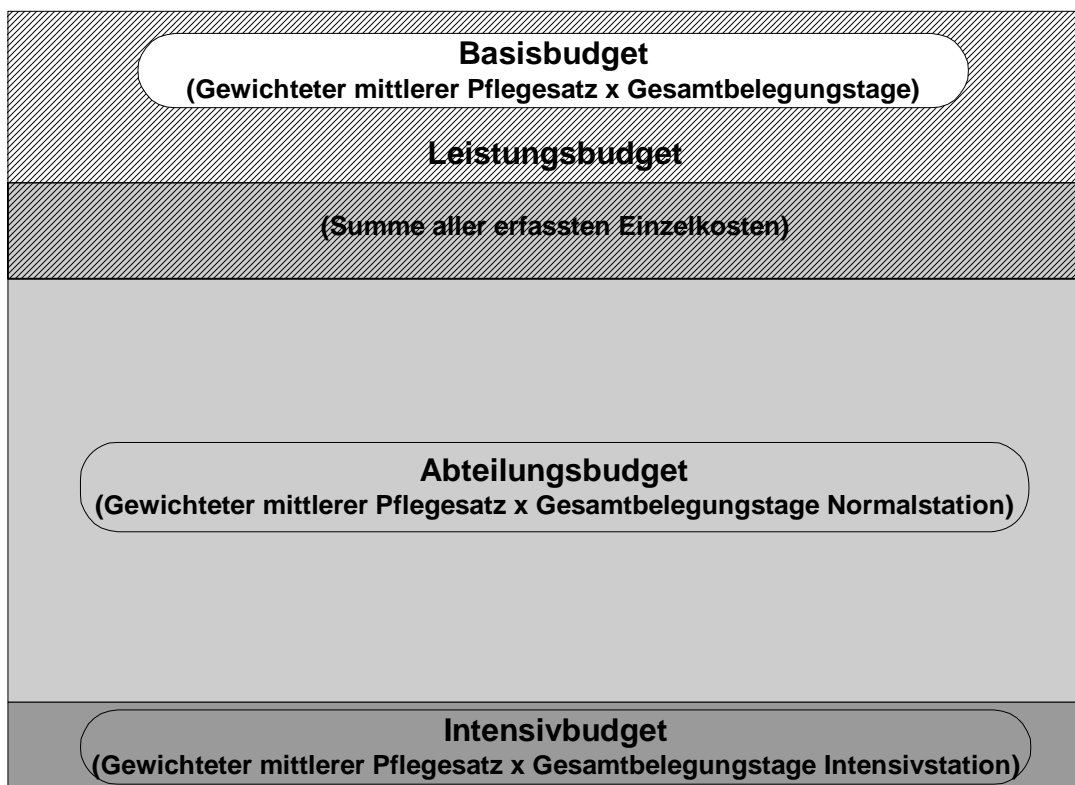 Basisbudget
(Gewichteter mittlerer Pflegesatz x Gesamtbelegungstage)
Leistungsbudget
(Summe aller erfassten Einzelkosten)
Abteilungsbudget
(Gewichteter mittlerer Pflegesatz x Gesamtbelegungstage Normalstation)
Intensivbudget
(Gewichteter mittlerer Pflegesatz x Gesamtbelegungstage Intensivstation)